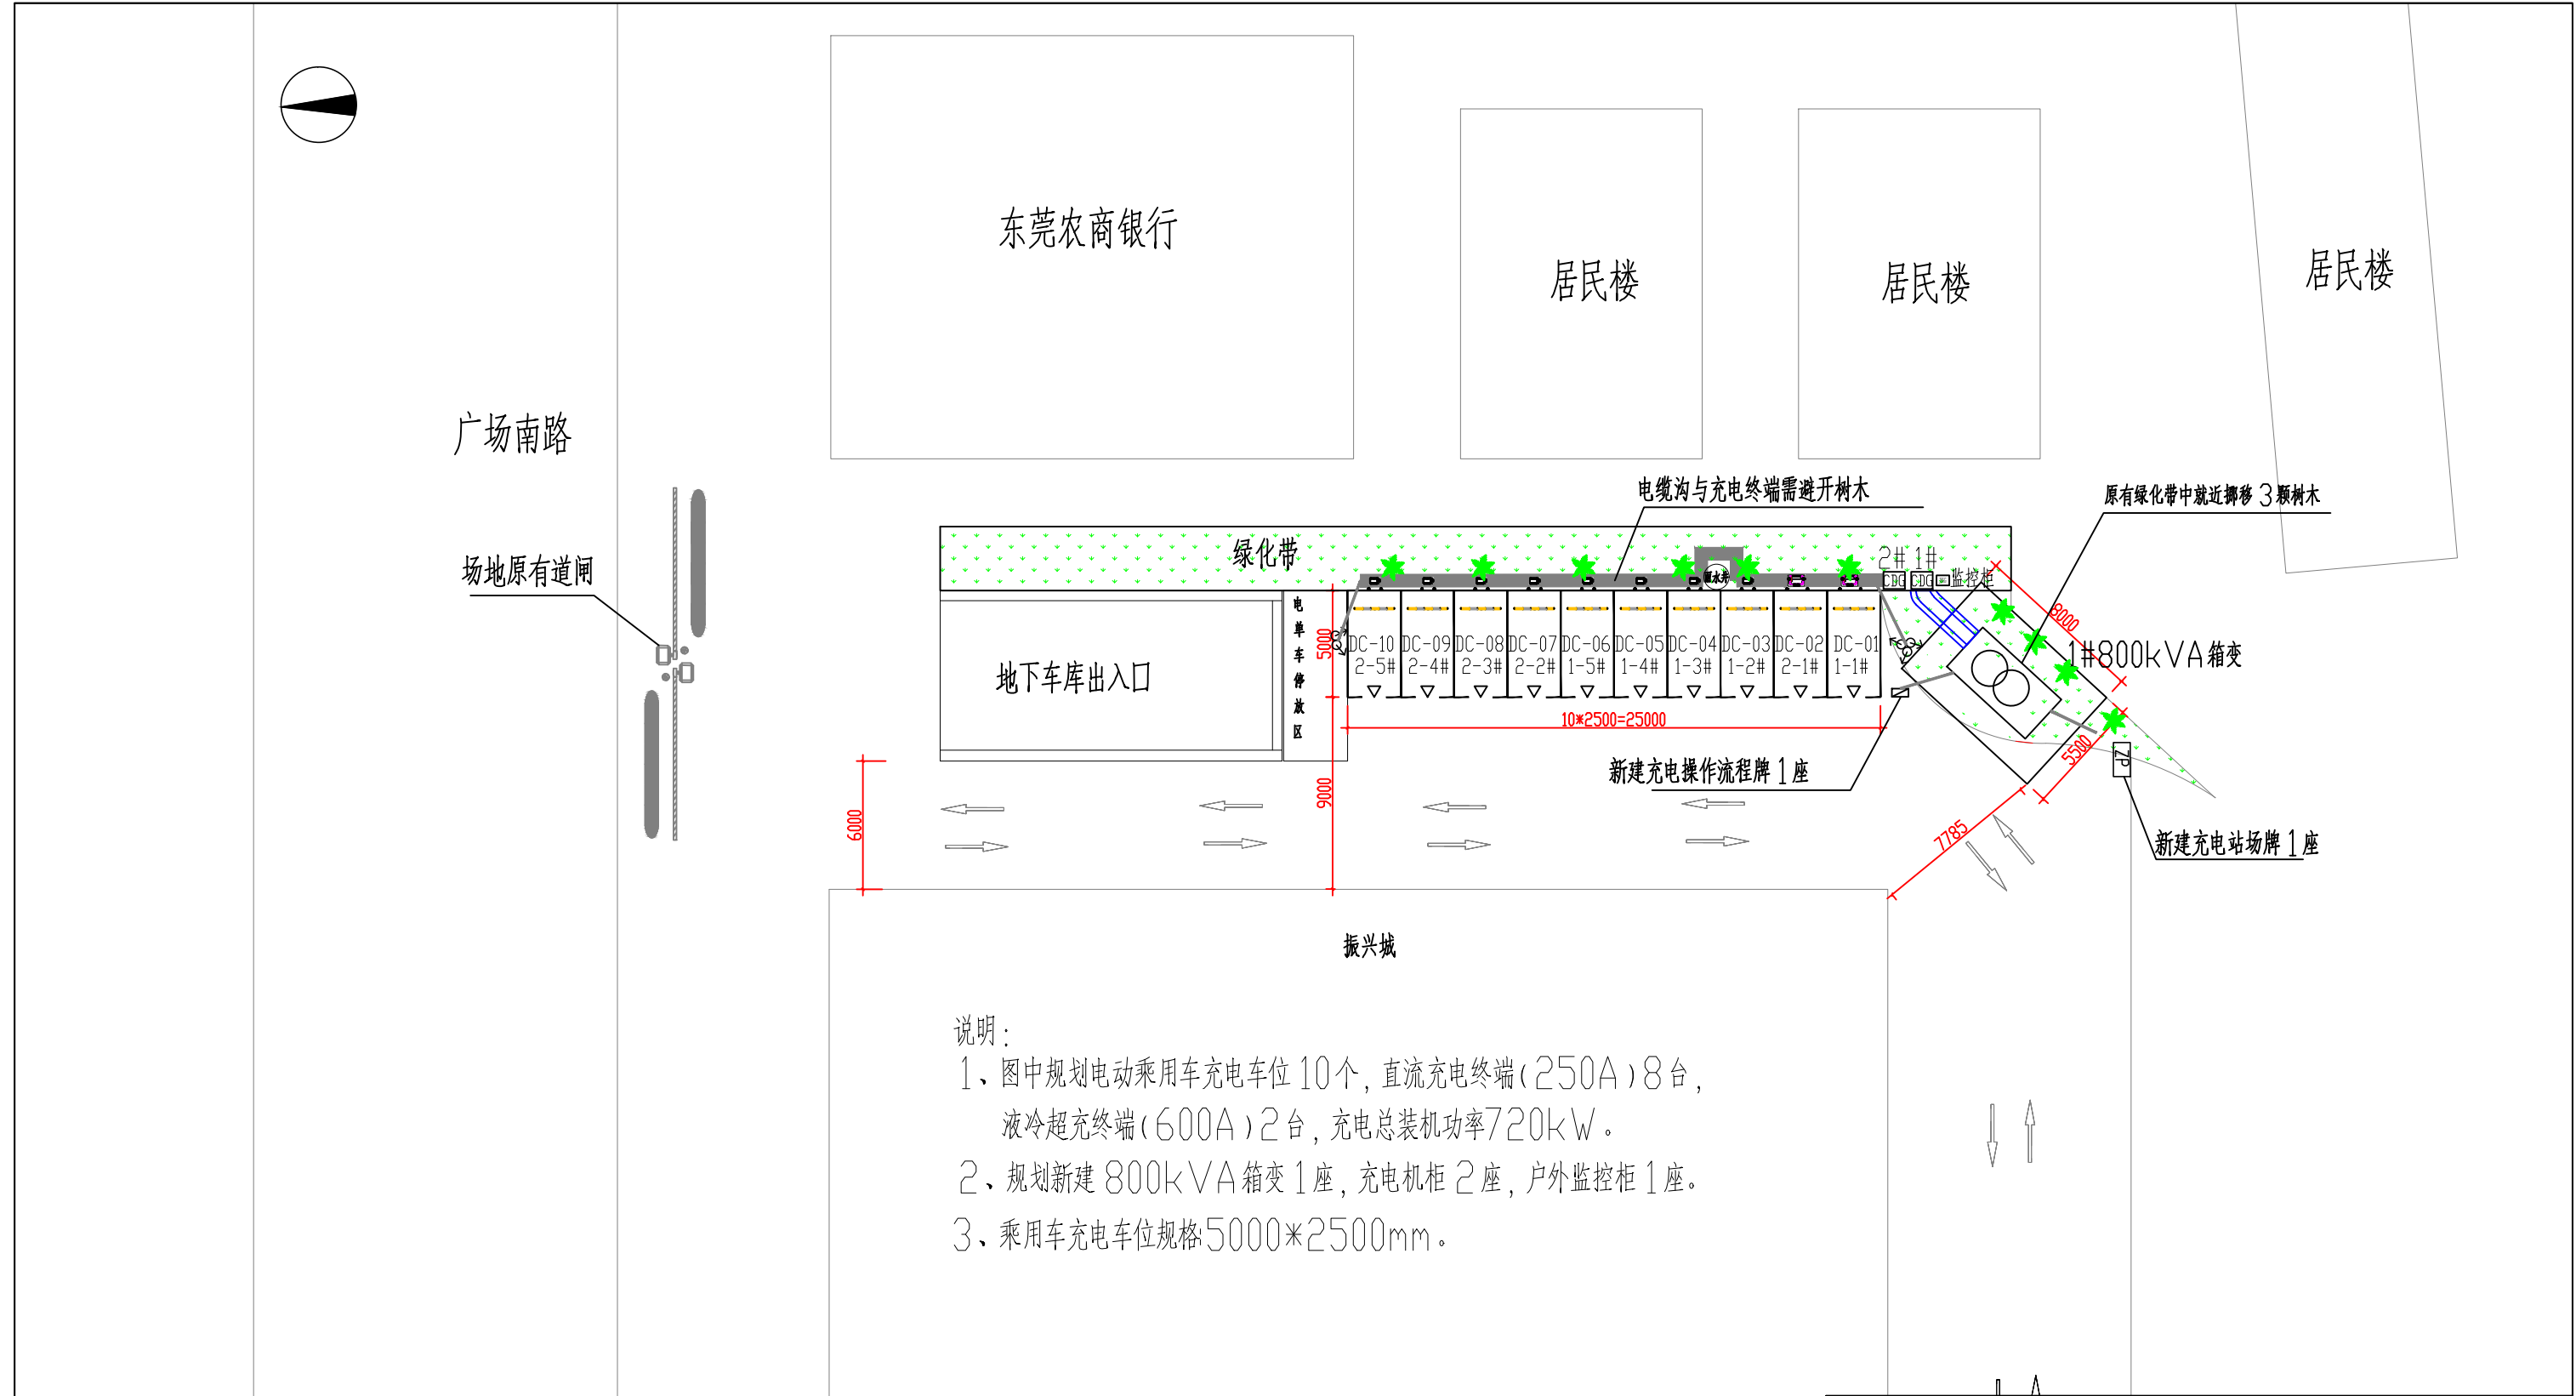 东莞农商银行
居民楼
居民楼
居民楼
广场南路
场地原有道闸
电缆沟与充电终端需避开树木
原有绿化带中就近挪移3颗树木
绿化带
雨水井
2# 1#
CDG CDG 监控柜
8000
1#800kVA箱变
地下车库出入口
电单车停放区
5000
DC-10 DC-09 DC-08 DC-07 DC-06 DC-05 DC-04 DC-03 DC-02 DC-01
2-5# 2-4# 2-3# 2-2# 1-5# 1-4# 1-3# 1-2# 2-1# 1-1#
10*2500=25000
新建充电操作流程牌1座
5500
ZP
新建充电站场牌1座
6000
9000
7785
振兴城
说明:
1、图中规划电动乘用车充电车位10个,直流充电终端(250A)8台,
液冷超充终端(600A)2台,充电总装机功率720kW。
2、规划新建800kVA箱变1座,充电机柜2座,户外监控柜1座。
3、乘用车充电车位规格5000*2500mm。